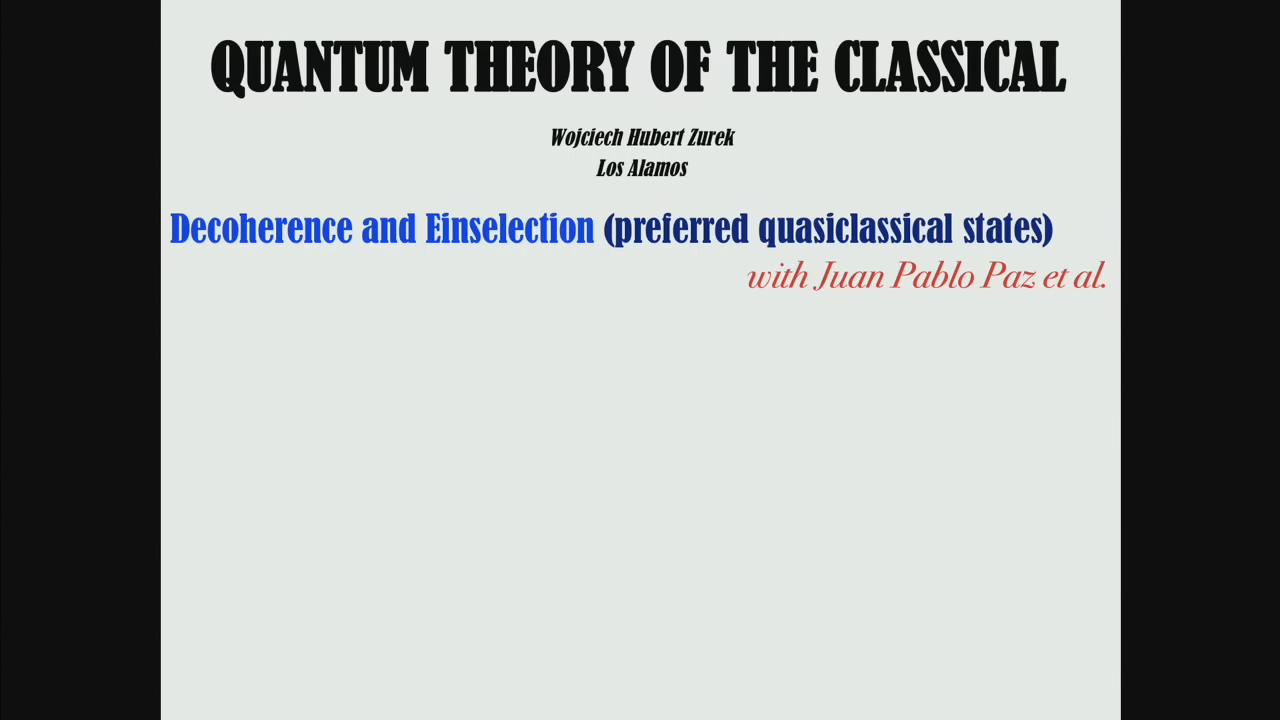 QUANTUM THEORY OF THE CLASSICAL
Wojciech Hubert Zurek
Los Alamos
Decoherence and Einselection (preferred quasiclassical states)
with Juan Pablo Paz et al.